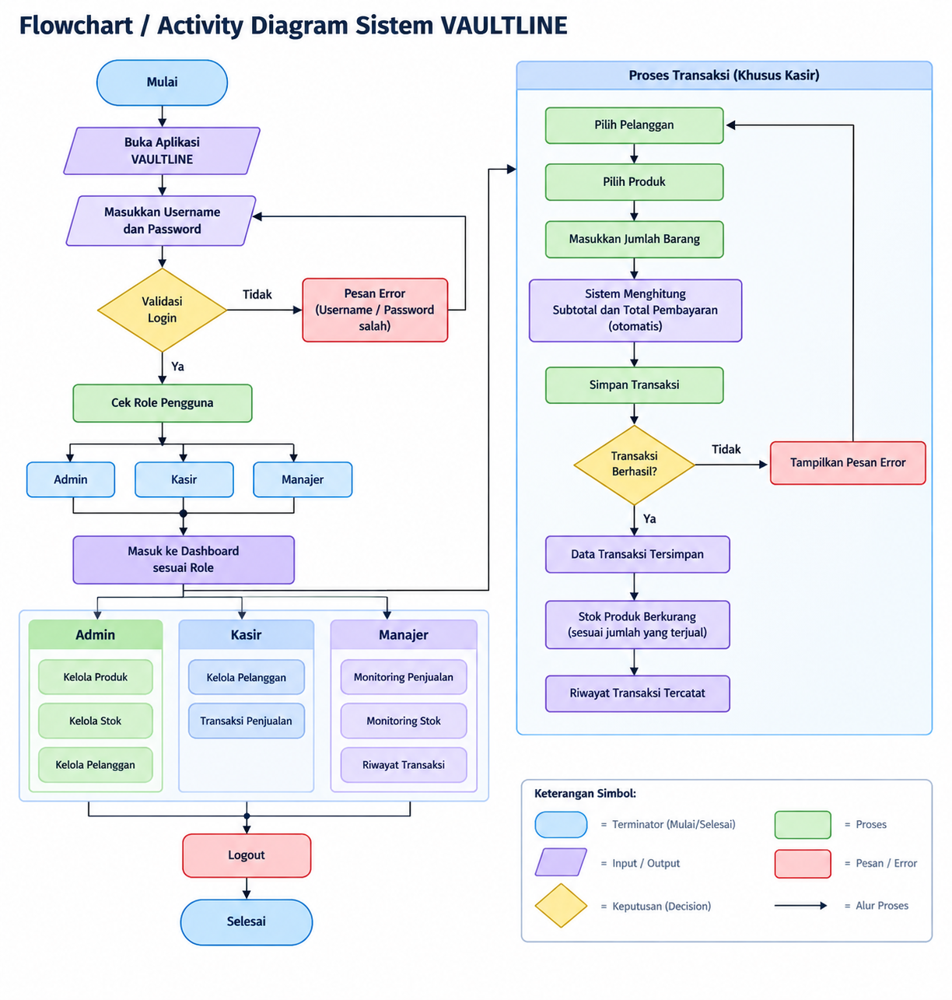 Flowchart / Activity Diagram Sistem VAULTLINE
Mulai
Buka Aplikasi
VAULTLINE
Masukkan Username
dan Password
Validasi
Login
Tidak
Pesan Error
(Username / Password
salah)
Ya
Cek Role Pengguna
Admin
Kasir
Manajer
Masuk ke Dashboard
sesuai Role
Admin
Kelola Produk
Kelola Stok
Kelola Pelanggan
Kasir
Kelola Pelanggan
Transaksi Penjualan
Manajer
Monitoring Penjualan
Monitoring Stok
Riwayat Transaksi
Logout
Selesai
Proses Transaksi (Khusus Kasir)
Pilih Pelanggan
Pilih Produk
Masukkan Jumlah Barang
Sistem Menghitung
Subtotal dan Total Pembayaran
(otomatis)
Simpan Transaksi
Transaksi
Berhasil?
Tidak
Tampilkan Pesan Error
Ya
Data Transaksi Tersimpan
Stok Produk Berkurang
(sesuai jumlah yang terjual)
Riwayat Transaksi Tercatat
Keterangan Simbol:
= Terminator (Mulai/Selesai)
= Proses
= Input / Output
= Pesan / Error
= Keputusan (Decision)
= Alur Proses